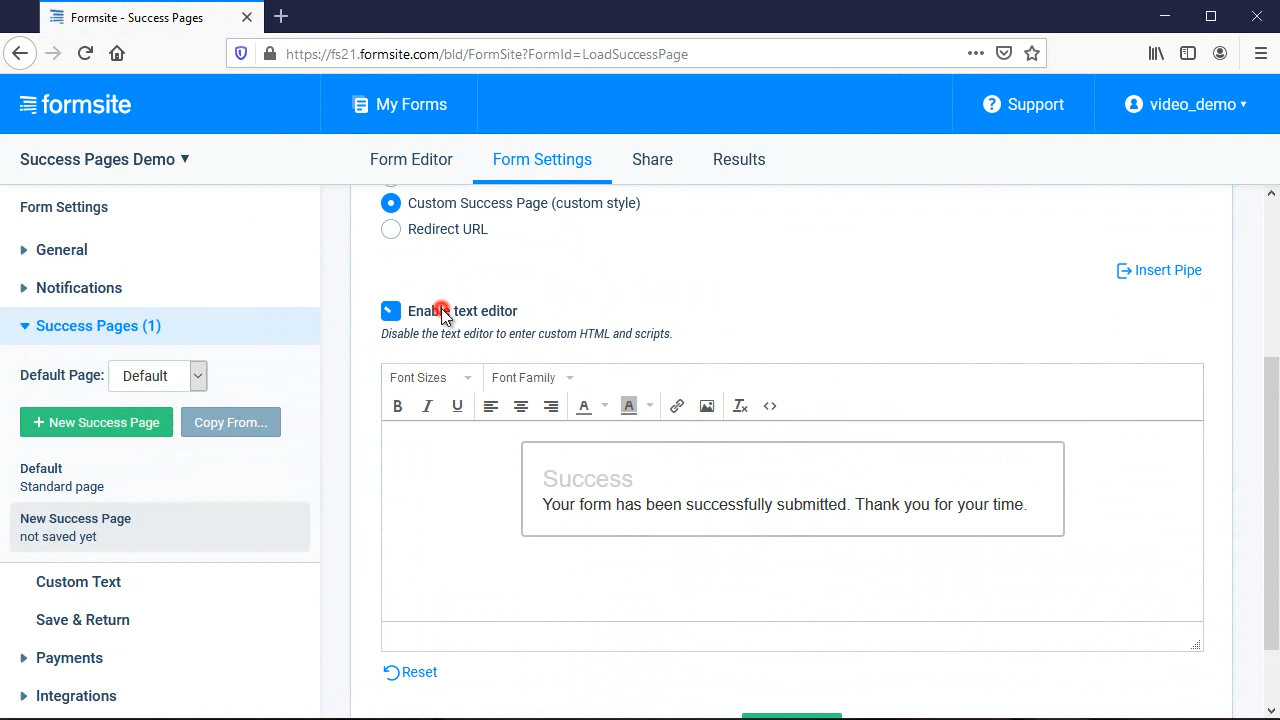 Formsite - Success Pages
https://fs21.formsite.com/bld/FormSite?FormId=LoadSuccessPage
formsite
My Forms
Support
video_demo
Success Pages Demo
Form Editor
Form Settings
Share
Results
Form Settings
General
Notifications
Success Pages (1)
Default Page: Default
+ New Success Page
Copy From...
Default
Standard page
New Success Page
not saved yet
Custom Text
Save & Return
Payments
Integrations
Custom Success Page (custom style)
Redirect URL
Insert Pipe
Enable text editor
Disable the text editor to enter custom HTML and scripts.
Font Sizes
Font Family
B I U A A
Success
Your form has been successfully submitted. Thank you for your time.
Reset